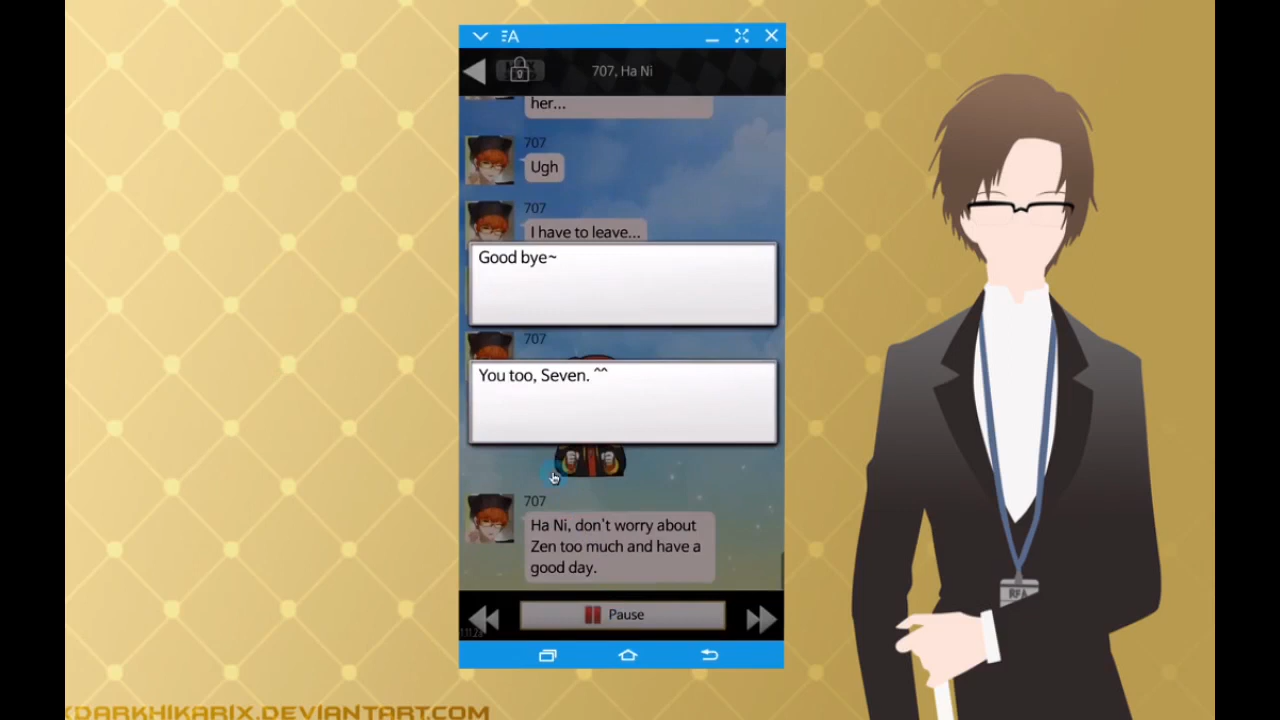 707, Ha Ni
her...
707
Ugh
707
I have to leave...
Good bye~
707
You too, Seven. ^^
707
Ha Ni, don't worry about
Zen too much and have a
good day.
Pause
RFA
XDARKHIKARIX.DEVIANTART.COM